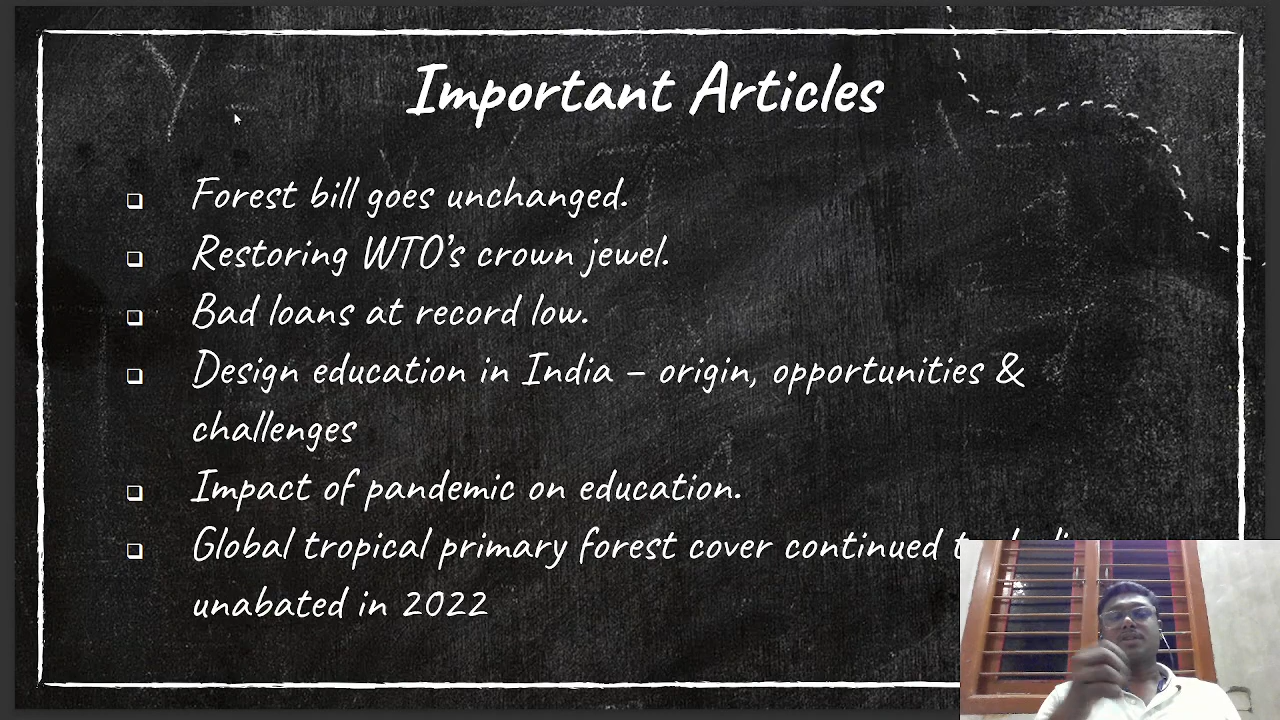 Important Articles
❑ Forest bill goes unchanged.
❑ Restoring WTO's crown jewel.
❑ Bad loans at record low.
❑ Design education in India – origin, opportunities &
challenges
❑ Impact of pandemic on education.
❑ Global tropical primary forest cover continued
unabated in 2022